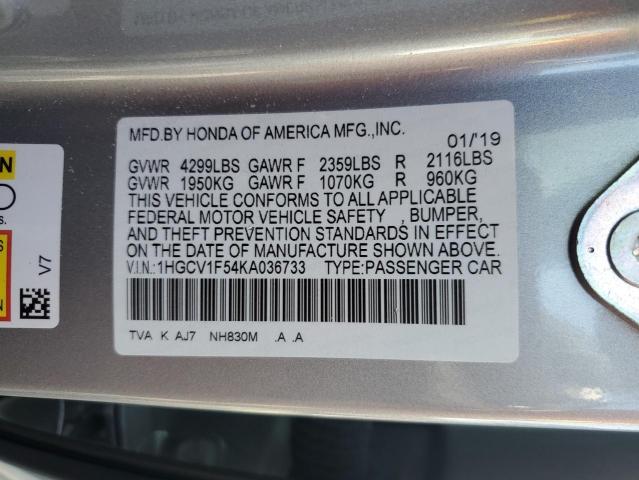 MFD.BY HONDA OF AMERICA MFG.,INC. 01/'19
GVWR 4299LBS GAWR F 2359LBS R 2116LBS
GVWR 1950KG GAWR F 1070KG R 960KG
THIS VEHICLE CONFORMS TO ALL APPLICABLE
FEDERAL MOTOR VEHICLE SAFETY , BUMPER,
AND THEFT PREVENTION STANDARDS IN EFFECT
ON THE DATE OF MANUFACTURE SHOWN ABOVE.
V.I.N.:1HGCV1F54KA036733 TYPE:PASSENGER CAR
TVA K AJ7 NH830M .A .A
V7